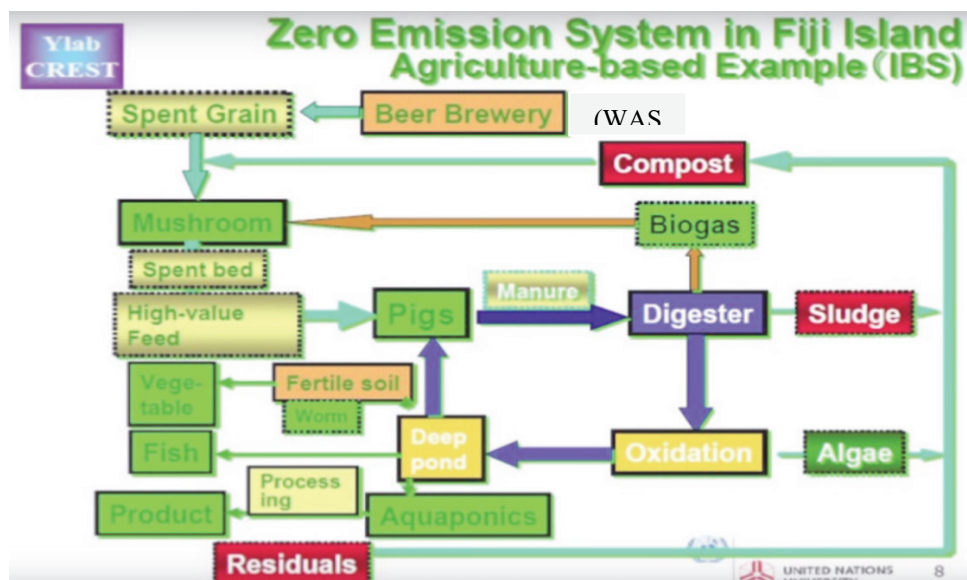 Ylab
CREST
Zero Emission System in Fiji Island
Agriculture-based Example(IBS)
Spent Grain
Beer Brewery
(WAS
Compost
Mushroom
Biogas
Spent bed
High-value
Feed
Pigs
Manure
Digester
Sludge
Vege-
table
Fertile soil
Worm
Deep
pond
Fish
Oxidation
Algae
Process
ing
Product
Aquaponics
Residuals
UNITED NATIONS
UNIVERSITY
8